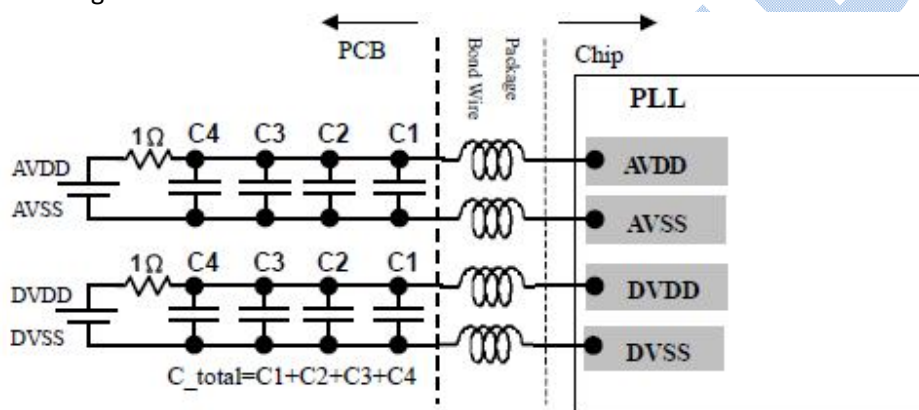 PCB
Bond Wire
Package
Chip
PLL
1Ω C4 C3 C2 C1
AVDD
AVSS
AVDD
AVSS
1Ω C4 C3 C2 C1
DVDD
DVSS
DVDD
DVSS
C_total=C1+C2+C3+C4